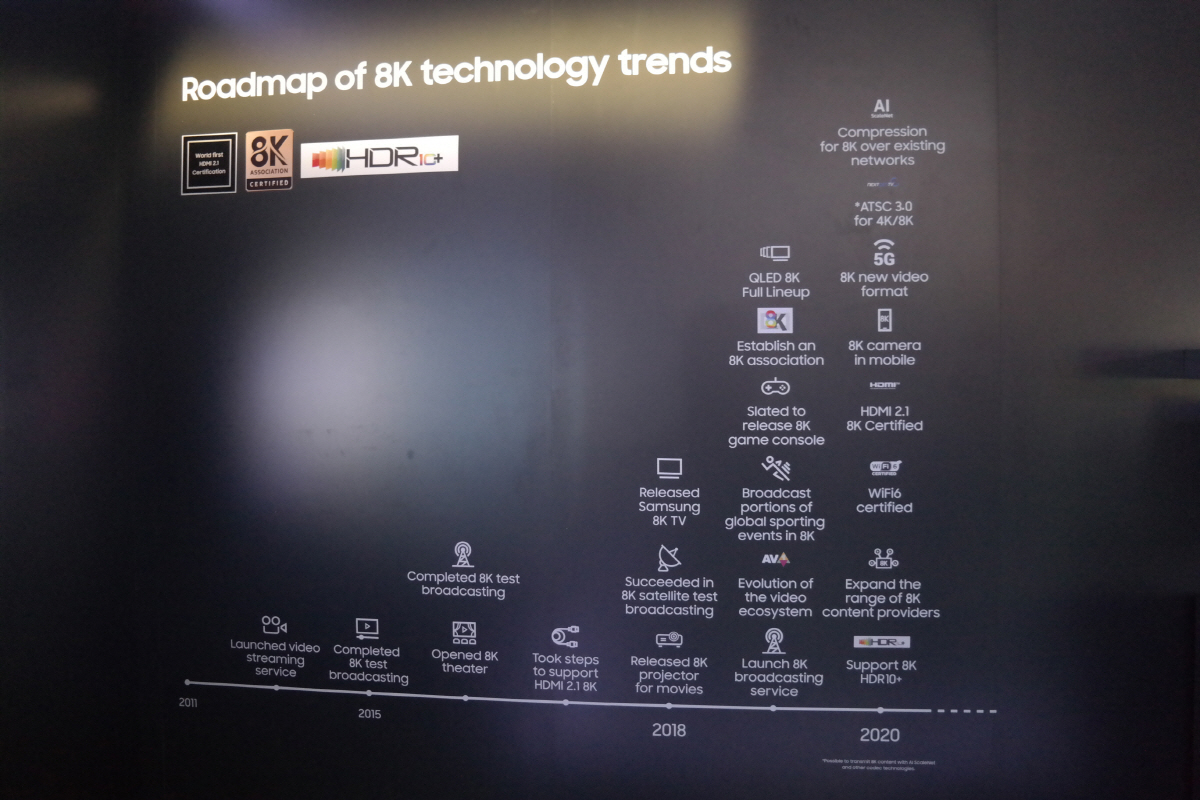 Roadmap of 8K technology trends
World first
HDMI 2.1
Certification
8K
ASSOCIATION
CERTIFIED
HDR10+
AI
ScaleNet
Compression
for 8K over existing
networks
*ATSC 3.0
for 4K/8K
QLED 8K
Full Lineup
5G
8K new video
format
8K
Establish an
8K association
8K
8K camera
in mobile
Slated to
release 8K
game console
HDMI
HDMI 2.1
8K Certified
Released
Samsung
8K TV
Broadcast
portions of
global sporting
events in 8K
WiFi 6
CERTIFIED
WiFi6
certified
Completed 8K test
broadcasting
Succeeded in
8K satellite test
broadcasting
AVA
Evolution of
the video
ecosystem
8K
Expand the
range of 8K
content providers
Launched video
streaming
service
Completed
8K test
broadcasting
Opened 8K
theater
Took steps
to support
HDMI 2.1 8K
Released 8K
projector
for movies
Launch 8K
broadcasting
service
HDR10+
Support 8K
HDR10+
2011
2015
2018
2020
*Possible to transmit 8K content with AI ScaleNet
and other codec technologies.